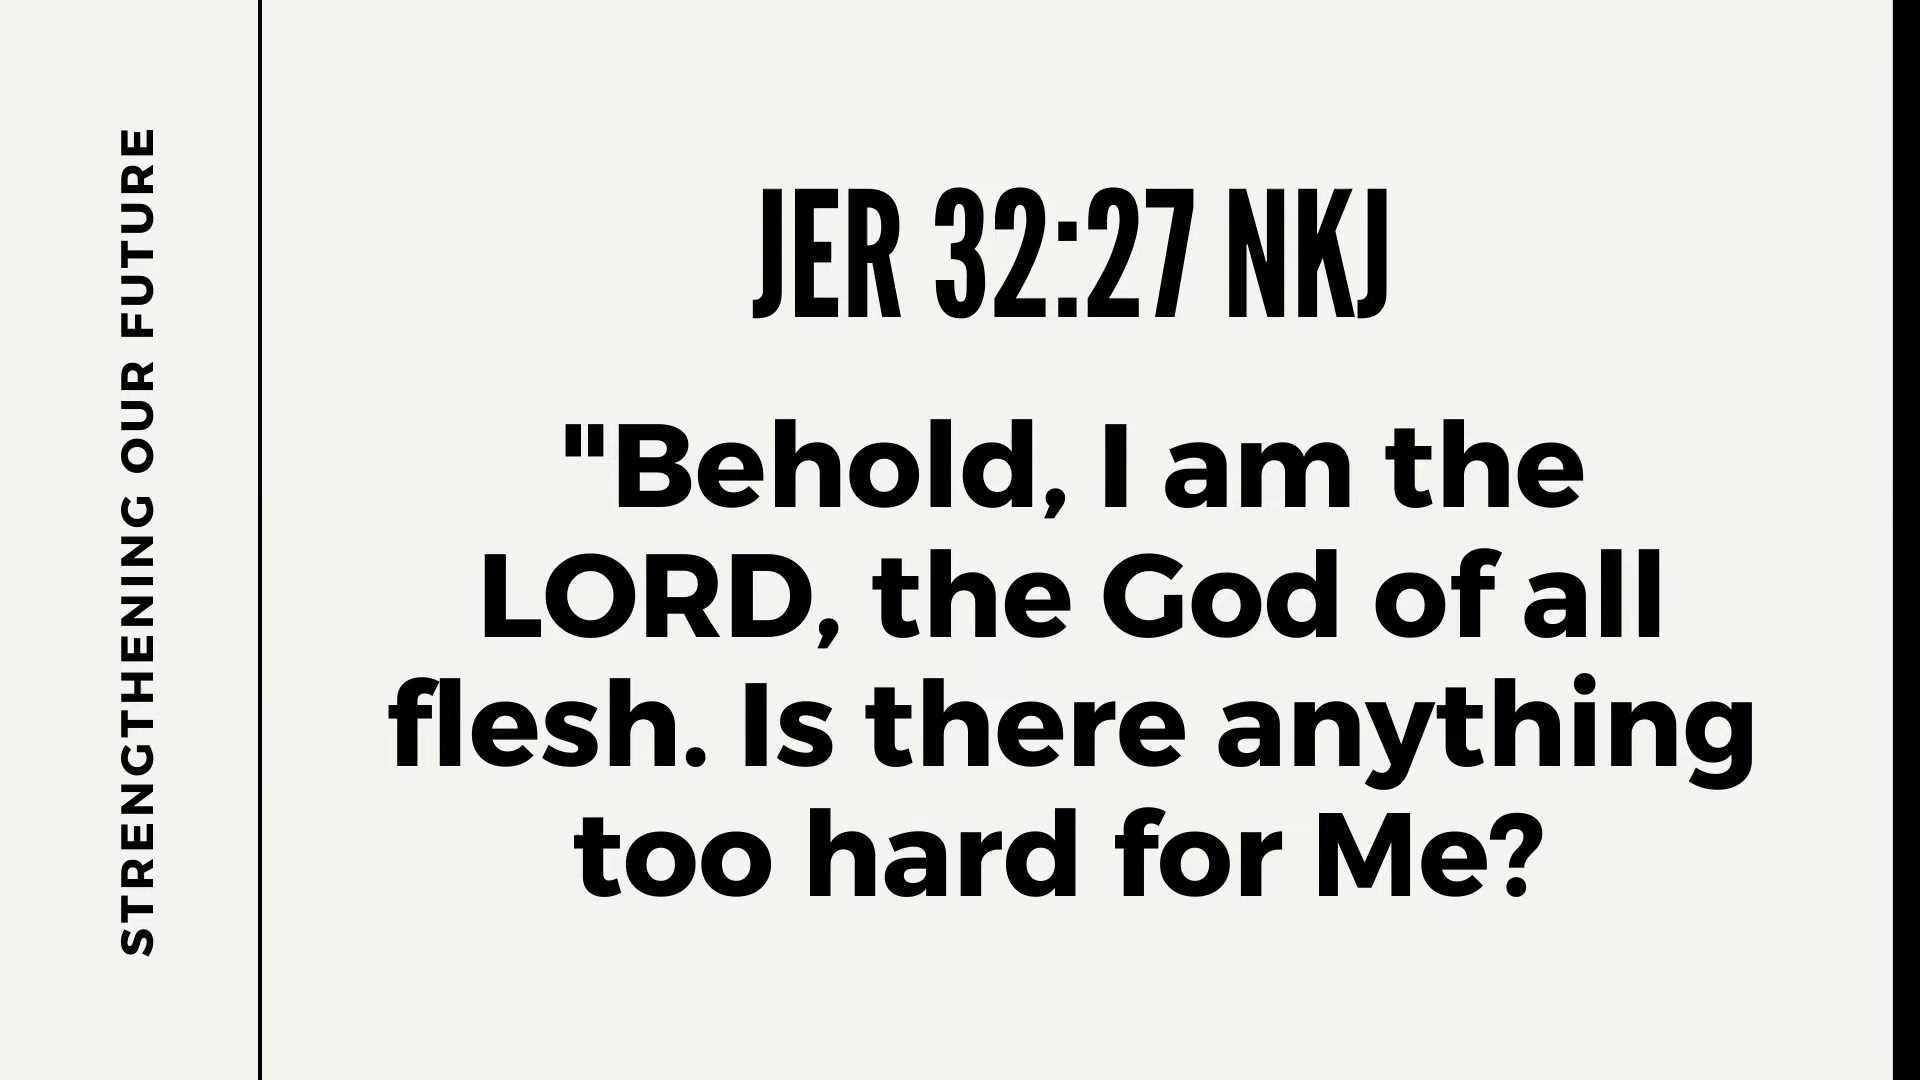 STRENGTHENING OUR FUTURE
JER 32:27 NKJ
"Behold, I am the
LORD, the God of all
flesh. Is there anything
too hard for Me?